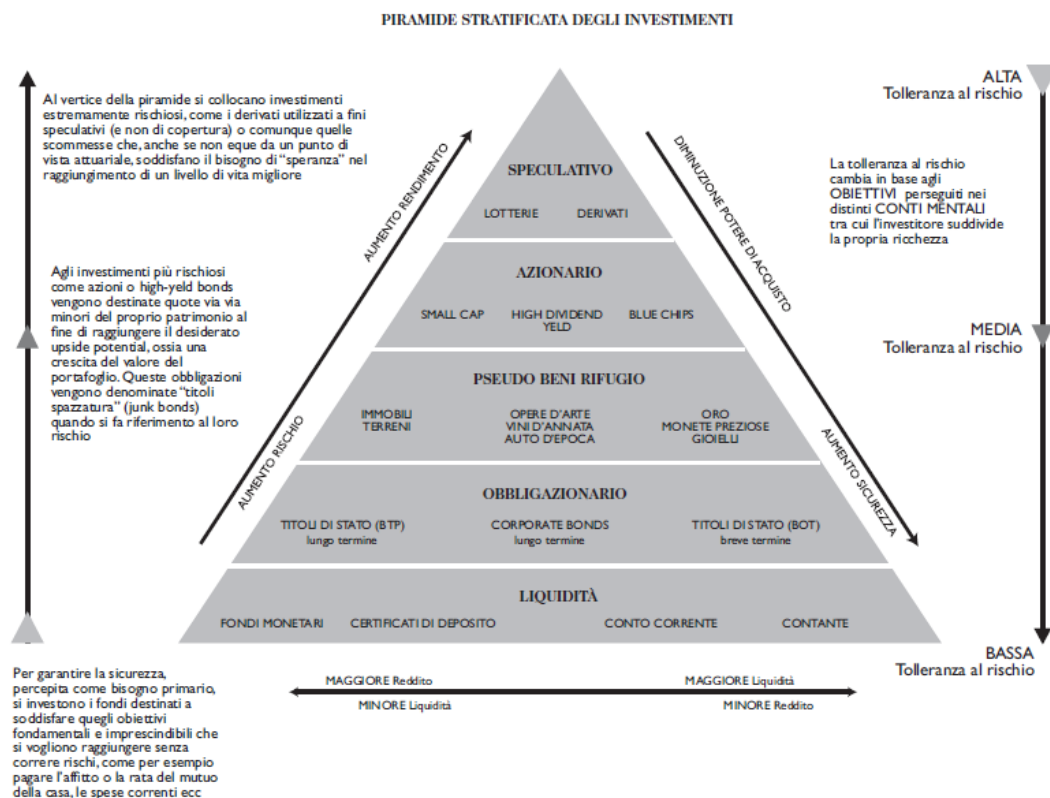 PIRAMIDE STRATIFICATA DEGLI INVESTIMENTI
Al vertice della piramide si collocano investimenti
estremamente rischiosi, come i derivati utilizzati a fini
speculativi (e non di copertura) o comunque quelle
scommesse che, anche se non eque da un punto di
vista attuariale, soddisfano il bisogno di “speranza” nel
raggiungimento di un livello di vita migliore
Agli investimenti più rischiosi
come azioni o high-yeld bonds
vengono destinate quote via via
minori del proprio patrimonio al
fine di raggiungere il desiderato
upside potential, ossia una
crescita del valore del
portafoglio. Queste obbligazioni
vengono denominate “titoli
spazzatura” (junk bonds)
quando si fa riferimento al loro
rischio
Per garantire la sicurezza,
percepita come bisogno primario,
si investono i fondi destinati a
soddisfare quegli obiettivi
fondamentali e imprescindibili che
si vogliono raggiungere senza
correre rischi, come per esempio
pagare l'affitto o la rata del mutuo
della casa, le spese correnti ecc
AUMENTO RENDIMENTO
AUMENTO RISCHIO
SPECULATIVO
LOTTERIE DERIVATI
AZIONARIO
SMALL CAP HIGH DIVIDEND BLUE CHIPS
YELD
PSEUDO BENI RIFUGIO
IMMOBILI OPERE D'ARTE ORO
TERRENI VINI D'ANNATA MONETE PREZIOSE
AUTO D'EPOCA GIOIELLI
OBBLIGAZIONARIO
TITOLI DI STATO (BTP) CORPORATE BONDS TITOLI DI STATO (BOT)
lungo termine lungo termine breve termine
LIQUIDITÀ
FONDI MONETARI CERTIFICATI DI DEPOSITO CONTO CORRENTE CONTANTE
MAGGIORE Reddito MAGGIORE Liquidità
MINORE Liquidità MINORE Reddito
DIMINUZIONE POTERE DI ACQUISTO
AUMENTO SICUREZZA
ALTA
Tolleranza al rischio
La tolleranza al rischio
cambia in base agli
OBIETTIVI perseguiti nei
distinti CONTI MENTALI
tra cui l'investitore suddivide
la propria ricchezza
MEDIA
Tolleranza al rischio
BASSA
Tolleranza al rischio